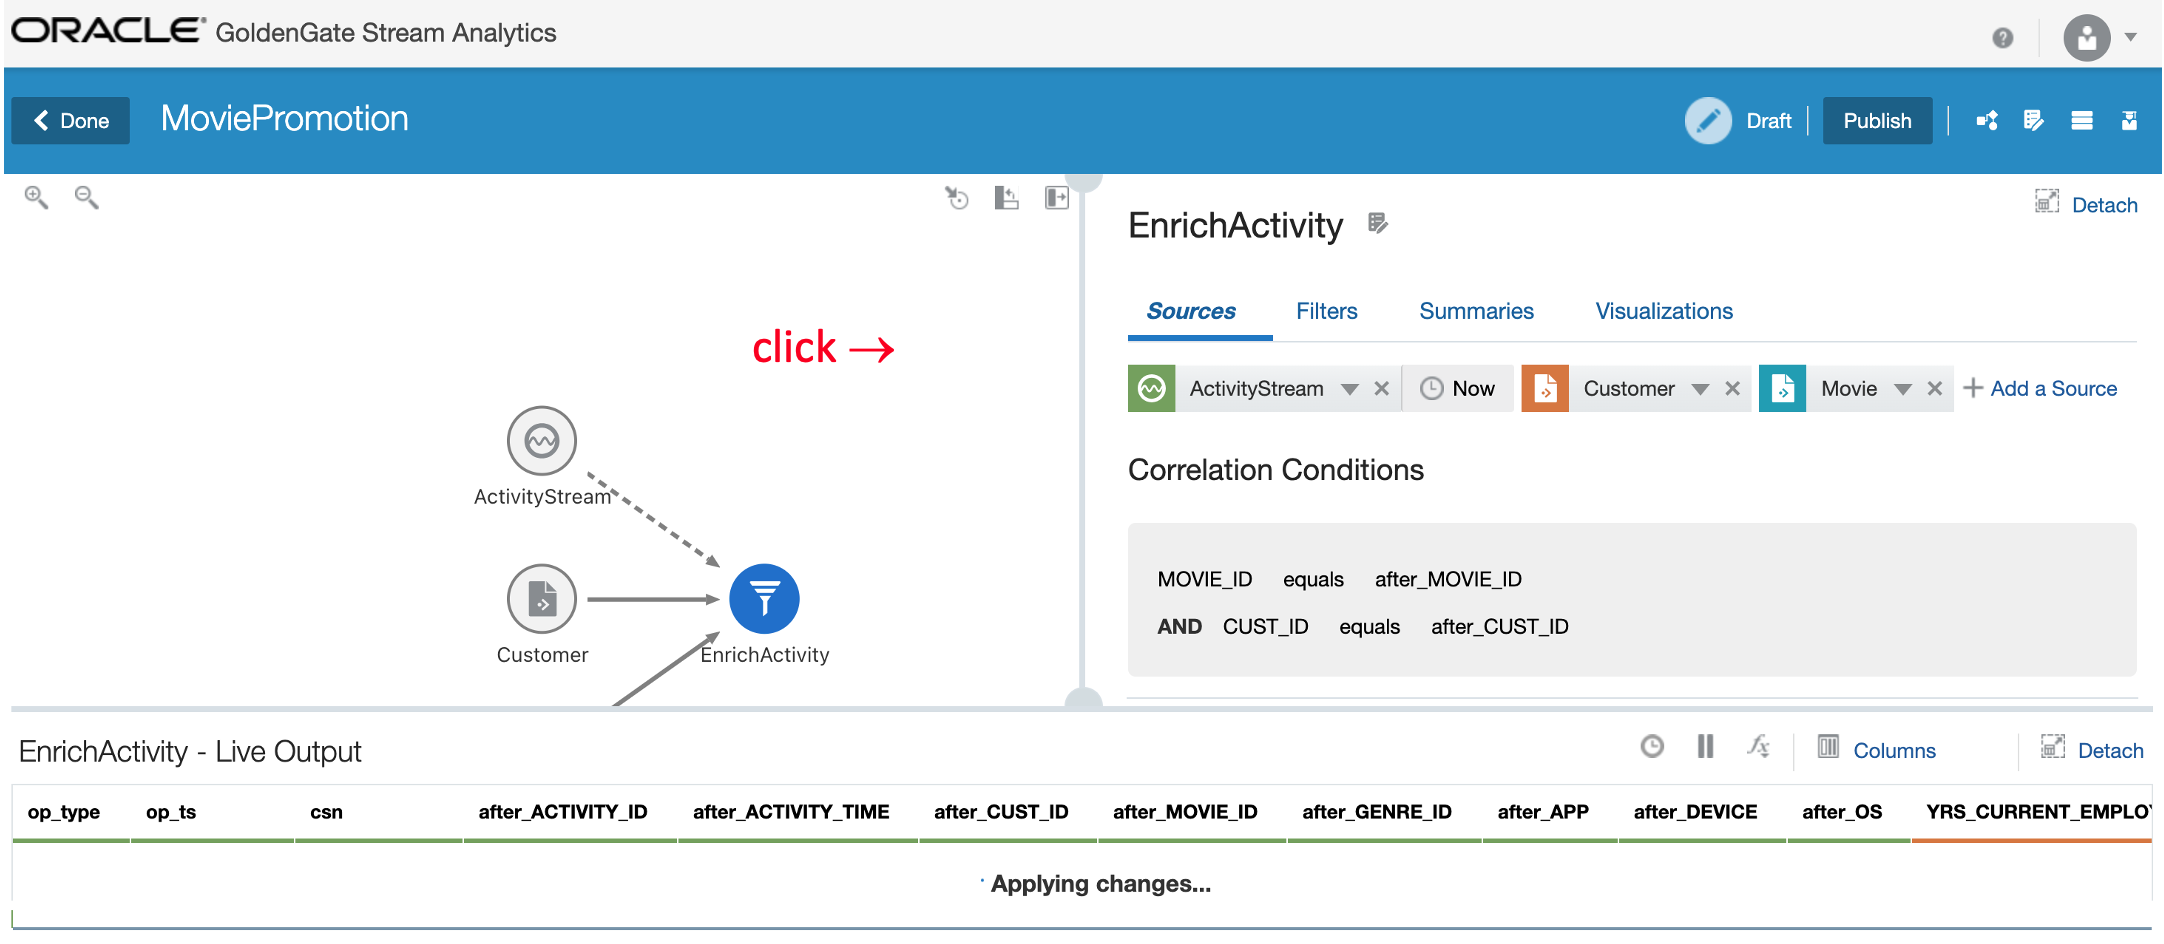 ORACLE® GoldenGate Stream Analytics
Done MoviePromotion Draft Publish
Detach
EnrichActivity
Sources Filters Summaries Visualizations
click →
ActivityStream Now Customer Movie + Add a Source
Correlation Conditions
ActivityStream
MOVIE_ID equals after_MOVIE_ID
AND CUST_ID equals after_CUST_ID
Customer
EnrichActivity
EnrichActivity - Live Output Columns Detach
op_type op_ts csn after_ACTIVITY_ID after_ACTIVITY_TIME after_CUST_ID after_MOVIE_ID after_GENRE_ID after_APP after_DEVICE after_OS YRS_CURRENT_EMPLOY
Applying changes...